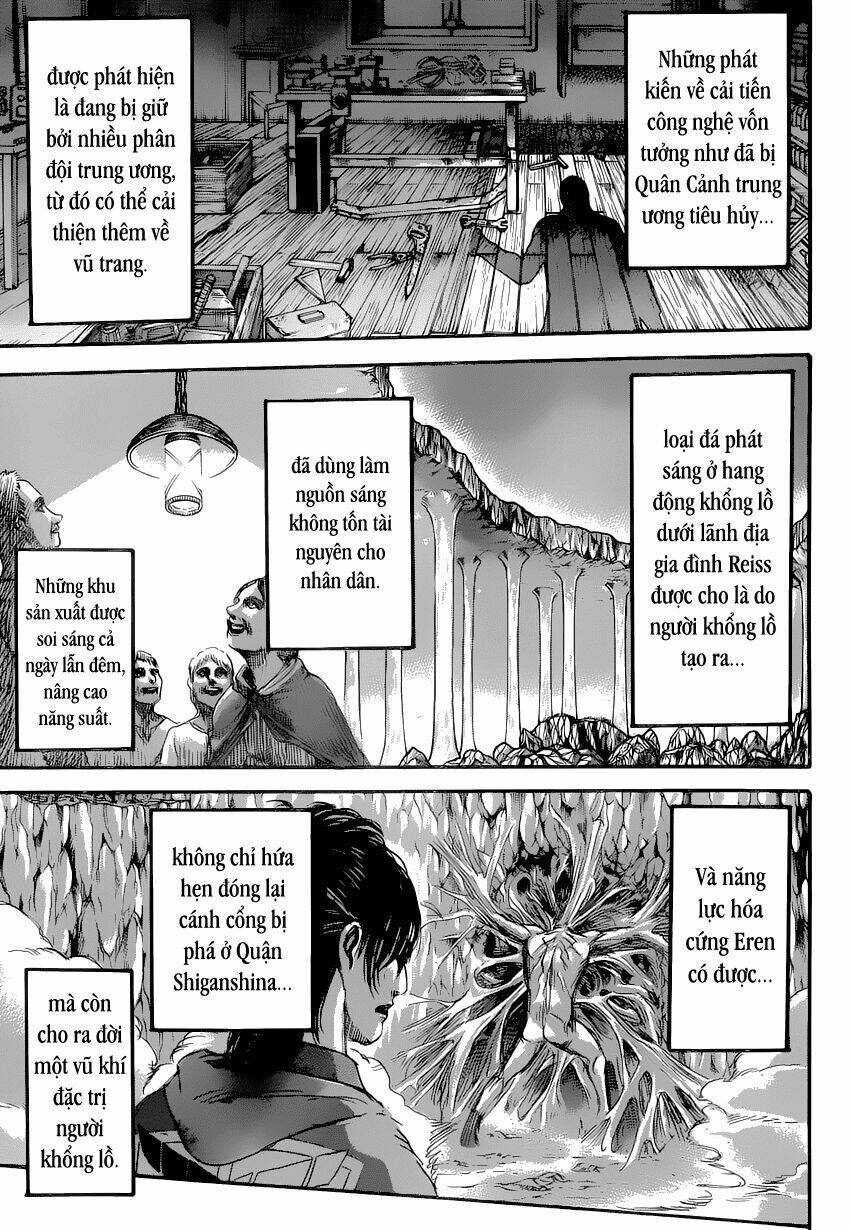 Những phát
kiến về cải tiến
công nghệ vốn
tưởng như đã bị
Quân Cảnh trung
ương tiêu hủy...
được phát hiện
là đang bị giữ
bởi nhiều phân
đội trung ương,
từ đó có thể cải
thiện thêm về
vũ trang.
loại đá phát
sáng ở hang
động khổng lồ
dưới lãnh địa
gia đình Reiss
được cho là do
người khổng lồ
tạo ra...
đã dùng làm
nguồn sáng
không tốn tài
nguyên cho
nhân dân.
Những khu
sản xuất được
soi sáng cả
ngày lẫn đêm,
nâng cao
năng suất.
Và năng
lực hóa
cứng Eren
có được...
không chỉ hứa
hẹn đóng lại
cánh cổng bị
phá ở Quận
Shiganshina...
mà còn
cho ra đời
một vũ khí
đặc trị
người
khổng lồ.